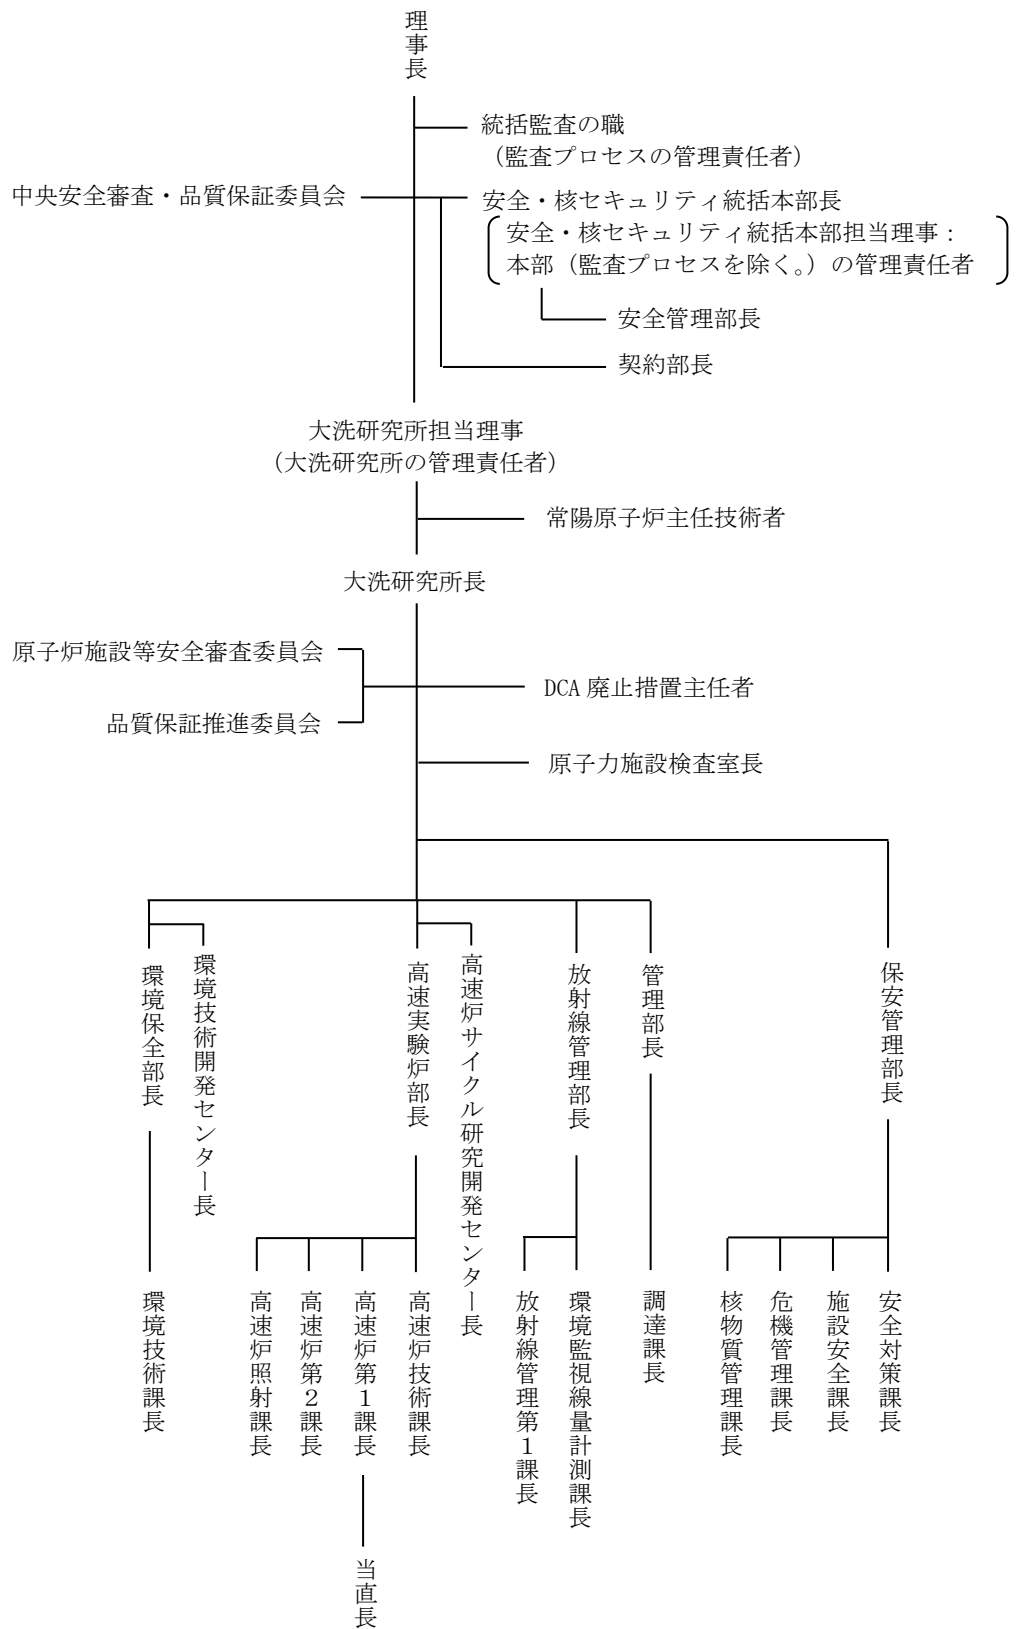 理事長
統括監査の職
（監査プロセスの管理責任者）
中央安全審査・品質保証委員会
安全・核セキュリティ統括本部長
安全・核セキュリティ統括本部担当理事：
本部（監査プロセスを除く。）の管理責任者
安全管理部長
契約部長
大洗研究所担当理事
（大洗研究所の管理責任者）
常陽原子炉主任技術者
大洗研究所長
原子炉施設等安全審査委員会
DCA 廃止措置主任者
品質保証推進委員会
原子力施設検査室長
環境保全部長
環境技術開発センター長
高速実験炉部長
高速炉サイクル研究開発センター長
放射線管理部長
管理部長
保安管理部長
環境技術課長
高速炉照射課長
高速炉第２課長
高速炉第１課長
高速炉技術課長
放射線管理第１課長
環境監視線量計測課長
調達課長
核物質管理課長
危機管理課長
施設安全課長
安全対策課長
当直長